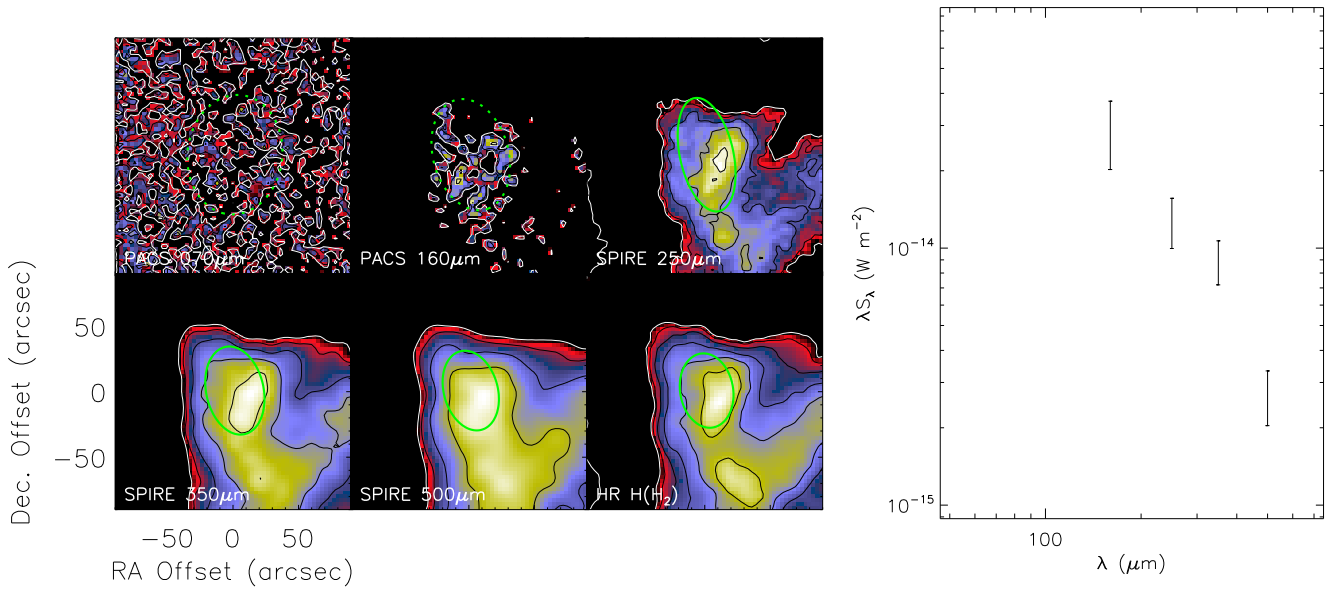 PACS 070μm
PACS 160μm
SPIRE 250μm
SPIRE 350μm
SPIRE 500μm
HR H(H₂)
Dec. Offset (arcsec)
50
0
−50
−50 0 50
RA Offset (arcsec)
λS_λ (W m⁻²)
10⁻¹⁴
10⁻¹⁵
100
λ (μm)